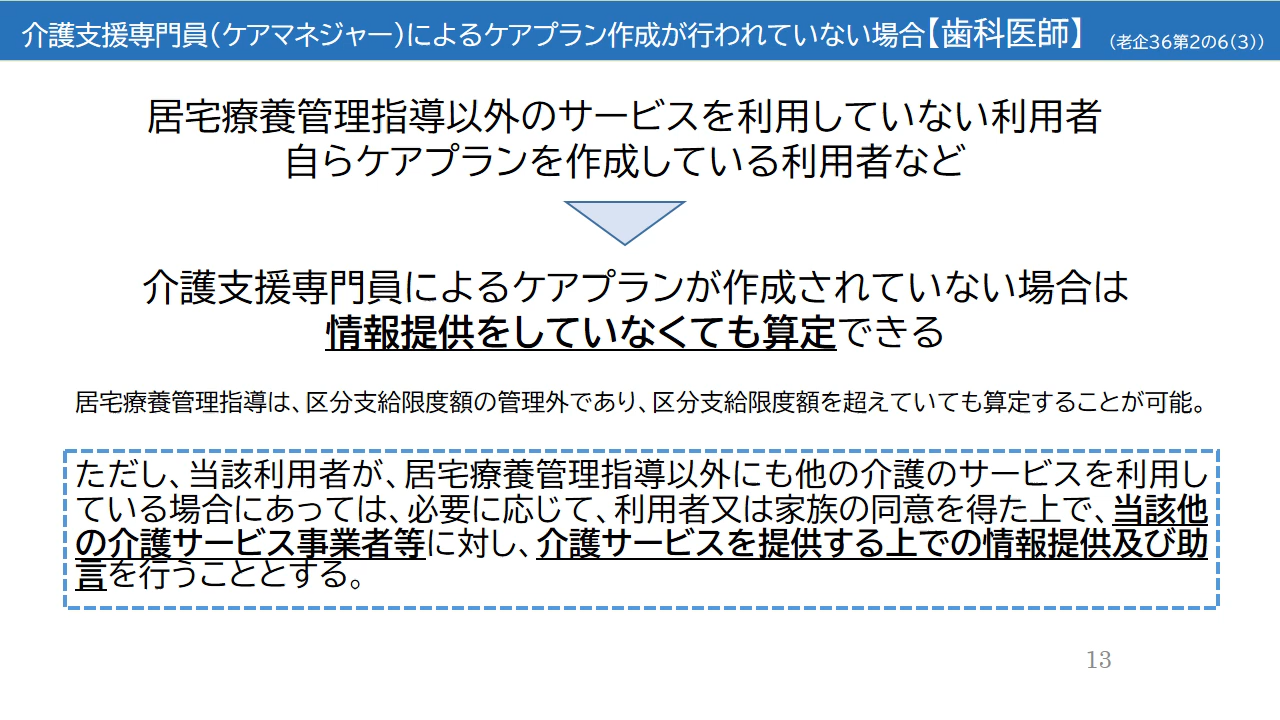 介護支援専門員（ケアマネジャー）によるケアプラン作成が行われていない場合【歯科医師】 （老企36第2の6（3））
居宅療養管理指導以外のサービスを利用していない利用者
自らケアプランを作成している利用者など
介護支援専門員によるケアプランが作成されていない場合は
情報提供をしていなくても算定できる
居宅療養管理指導は、区分支給限度額の管理外であり、区分支給限度額を超えていても算定することが可能。
ただし、当該利用者が、居宅療養管理指導以外にも他の介護のサービスを利用し
ている場合にあっては、必要に応じて、利用者又は家族の同意を得た上で、当該他
の介護サービス事業者等に対し、介護サービスを提供する上での情報提供及び助
言を行うこととする。
13